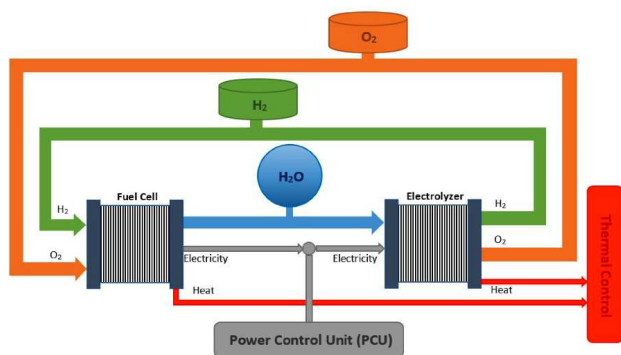 O₂
H₂
H₂O
Fuel Cell
Electrolyzer
H₂
H₂
O₂
O₂
Electricity
Electricity
Heat
Heat
Thermal Control
Power Control Unit (PCU)